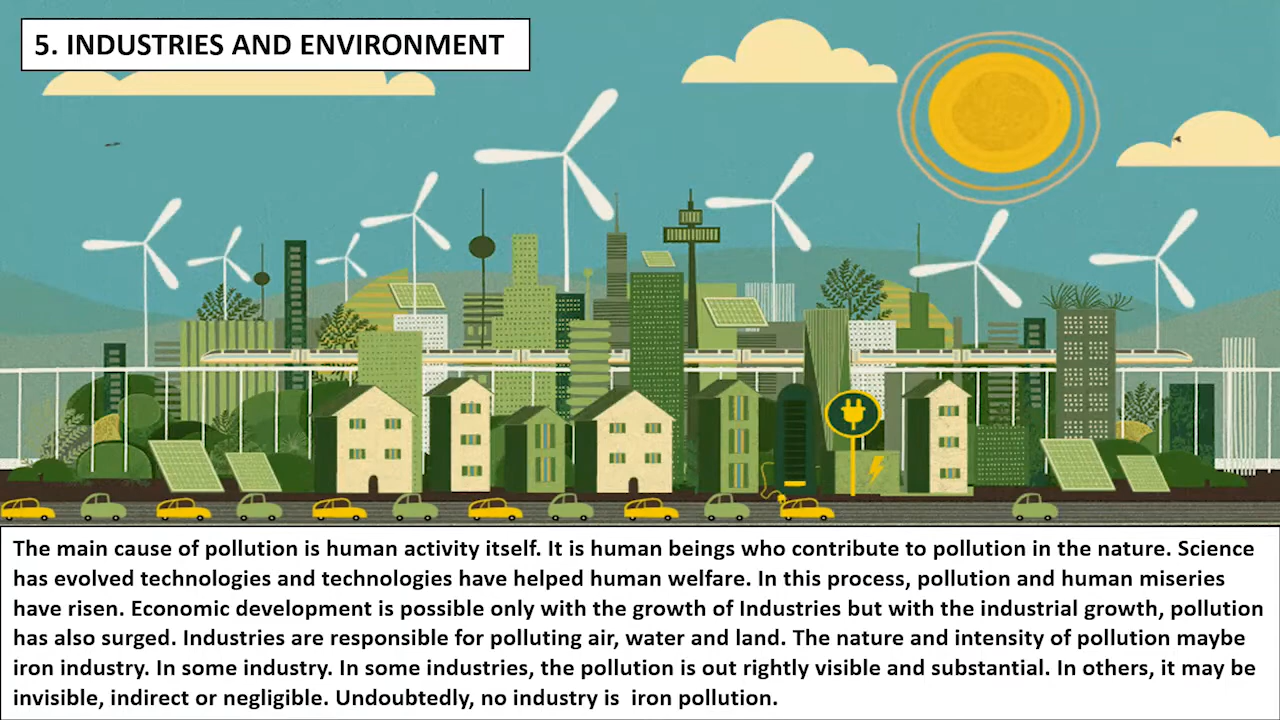 5. INDUSTRIES AND ENVIRONMENT
The main cause of pollution is human activity itself. It is human beings who contribute to pollution in the nature. Science
has evolved technologies and technologies have helped human welfare. In this process, pollution and human miseries
have risen. Economic development is possible only with the growth of Industries but with the industrial growth, pollution
has also surged. Industries are responsible for polluting air, water and land. The nature and intensity of pollution maybe
iron industry. In some industry. In some industries, the pollution is out rightly visible and substantial. In others, it may be
invisible, indirect or negligible. Undoubtedly, no industry is  iron pollution.